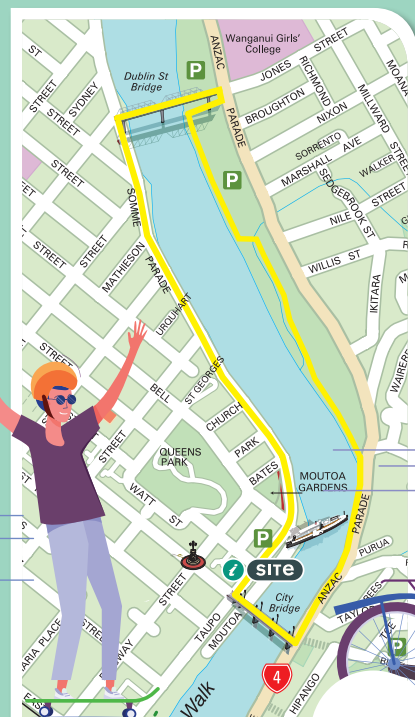 Wanganui Girls'
College
Dublin St
Bridge
P
ANZAC
PARADE
JONES
STREET
RICHMOND
MOANA
ST
STREET
SYDNEY
STREET
BROUGHTON
NIXON
MILLWARD
STREET
SORRENTO
AVE
MARSHALL
WALKER
SEDGEBROOK ST
P
STREET
STREET
NILE
STREET
WILLIS ST
IKITARA
SOMME
PARADE
STREET
MATHIESON
STREET
URQUHART
ST GEORGES
STREET
BELL
CHURCH
PARK
BATES
QUEENS
PARK
WATT
ST
STREET
MOUTOA
GARDENS
PARADE
PURUA
P
i SITE
City
Bridge
ANZAC
STREET
TAUPO
MOUTOA
4
HIPANGO
Walk
P